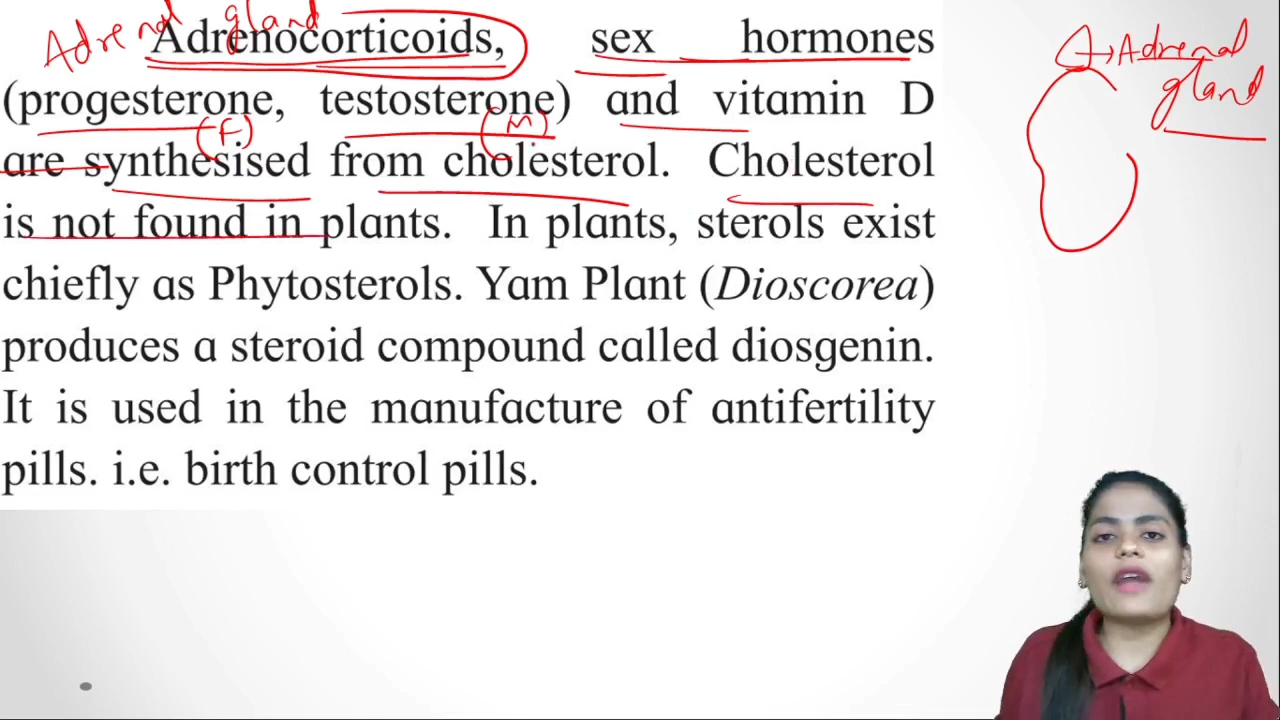 Adrenal gland
Adrenocorticoids, sex hormones
(progesterone, testosterone) and vitamin D
(F) (M)
are synthesised from cholesterol. Cholesterol
is not found in plants. In plants, sterols exist
chiefly as Phytosterols. Yam Plant (Dioscorea)
produces a steroid compound called diosgenin.
It is used in the manufacture of antifertility
pills. i.e. birth control pills.
Adrenal
gland